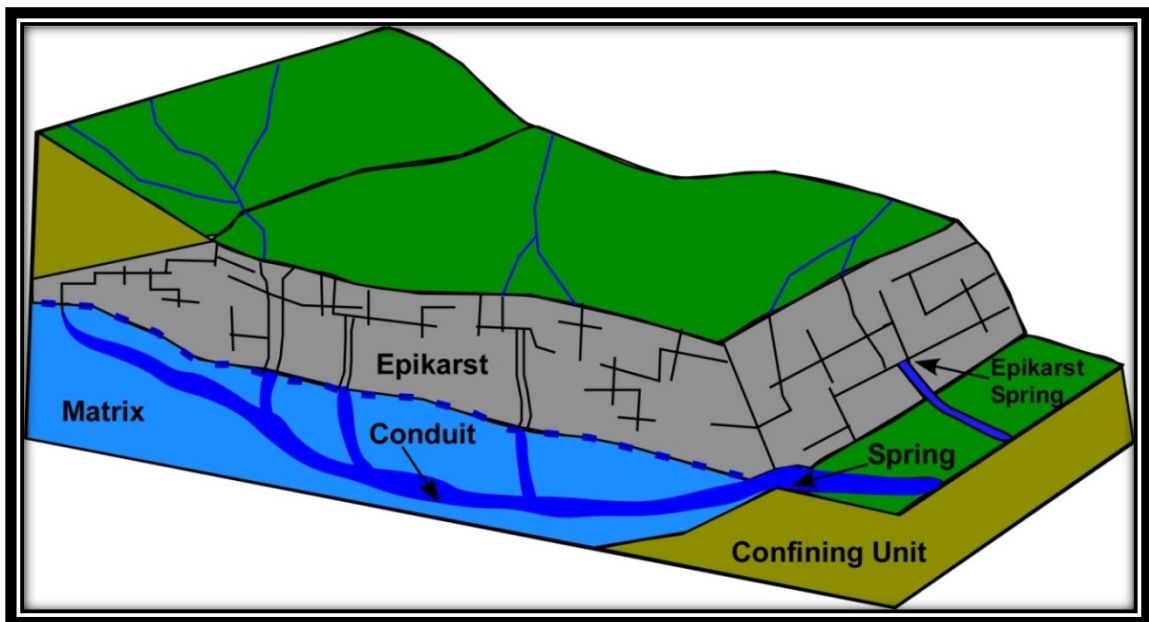 Epikarst
Epikarst
Spring
Matrix
Conduit
Spring
Confining Unit